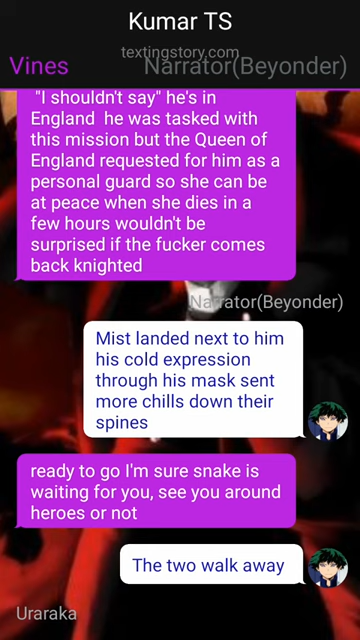 Kumar TS
textingstory.com
Vines Narrator(Beyonder)
"I shouldn't say" he's in
England he was tasked with
this mission but the Queen of
England requested for him as a
personal guard so she can be
at peace when she dies in a
few hours wouldn't be
surprised if the fucker comes
back knighted
Narrator(Beyonder)
Mist landed next to him
his cold expression
through his mask sent
more chills down their
spines
ready to go I'm sure snake is
waiting for you, see you around
heroes or not
The two walk away
Uraraka